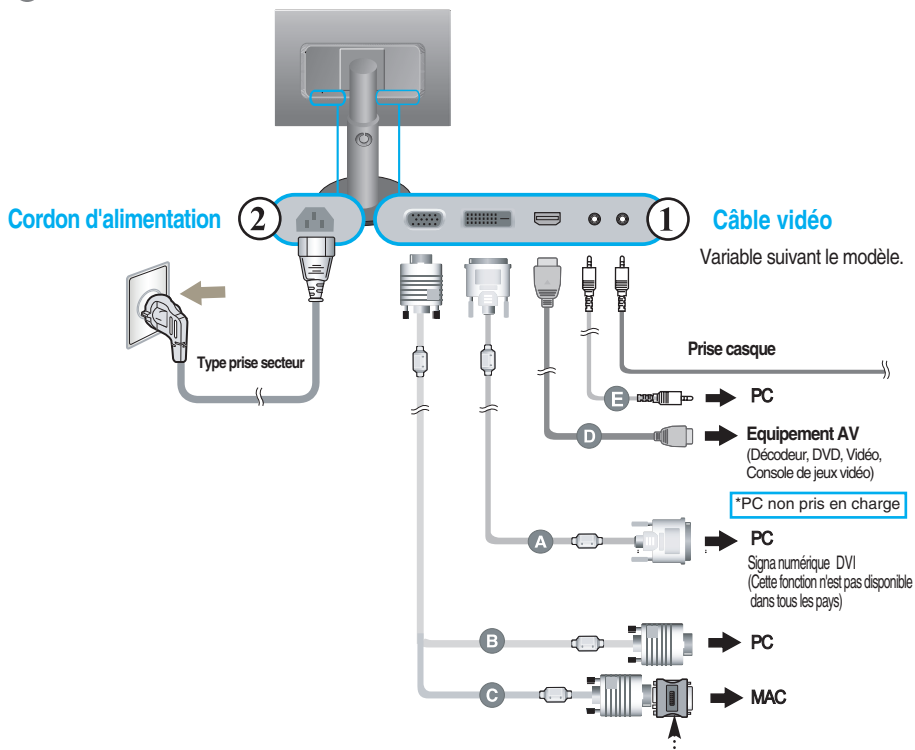 Cordon d'alimentation
2
1
Câble vidéo
Variable suivant le modèle.
Type prise secteur
Prise casque
E
PC
D
Equipement AV
(Décodeur, DVD, Vidéo,
Console de jeux vidéo)
*PC non pris en charge
A
PC
Signa numérique DVI
(Cette fonction n'est pas disponible
dans tous les pays)
B
PC
C
MAC